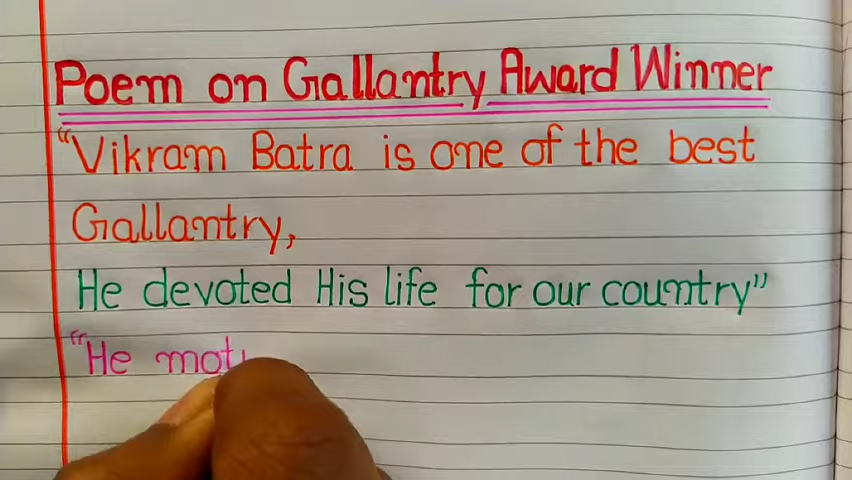 Poem on Gallantry Award Winner
"Vikram Batra is one of the best
Gallantry,
He devoted His life for our country"
"He